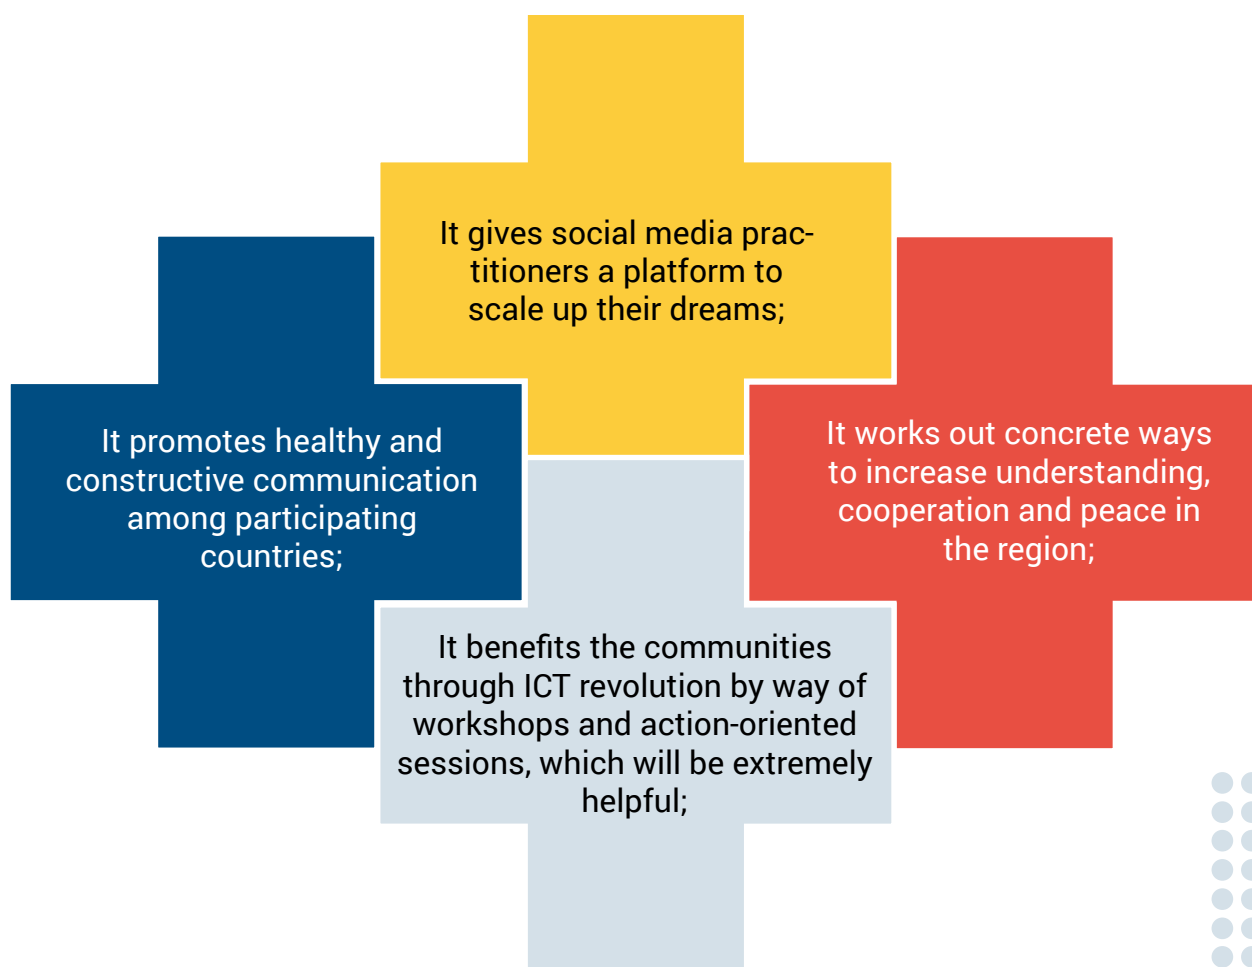 It gives social media prac-
titioners a platform to
scale up their dreams;
It promotes healthy and
constructive communication
among participating
countries;
It works out concrete ways
to increase understanding,
cooperation and peace in
the region;
It benefits the communities
through ICT revolution by way of
workshops and action-oriented
sessions, which will be extremely
helpful;